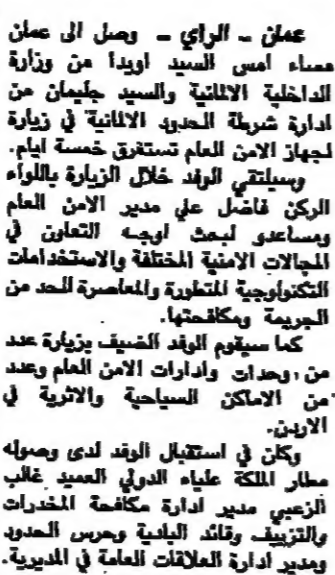 عمان ـ الراي ـ وصل الى عمان
مساء امس السيد اويدا من وزارة
الداخلية الالمانية والسيد جليمان من
ادارة شرطة الحدود الالمانية في زيارة
لجهاز الامن العام تستغرق خمسة ايام.
وسيلتقي الوفد خلال الزيارة باللواء
الركن فاضل علي مدير الامن العام
ومساعدو لبحث اوجه التعاون في
المجالات الامنية المختلفة والاستخدامات
التكنولوجية المتطورة والمعاصرة للحد من
الجريمة ومكافحتها.
كما سيقوم الوفد الضيف بزيارة عدد
من وحدات وادارات الامن العام وعدد
من الاماكن السياحية والاثرية في
الاردن.
وكان في استقبال الوفد لدى وصوله
مطار الملكة علياء الدولي العميد غالب
الزعبي مدير ادارة مكافحة المخدرات
والتزييف وقائد البادية وحرس الحدود
ومدير ادارة العلاقات العامة في المديرية.